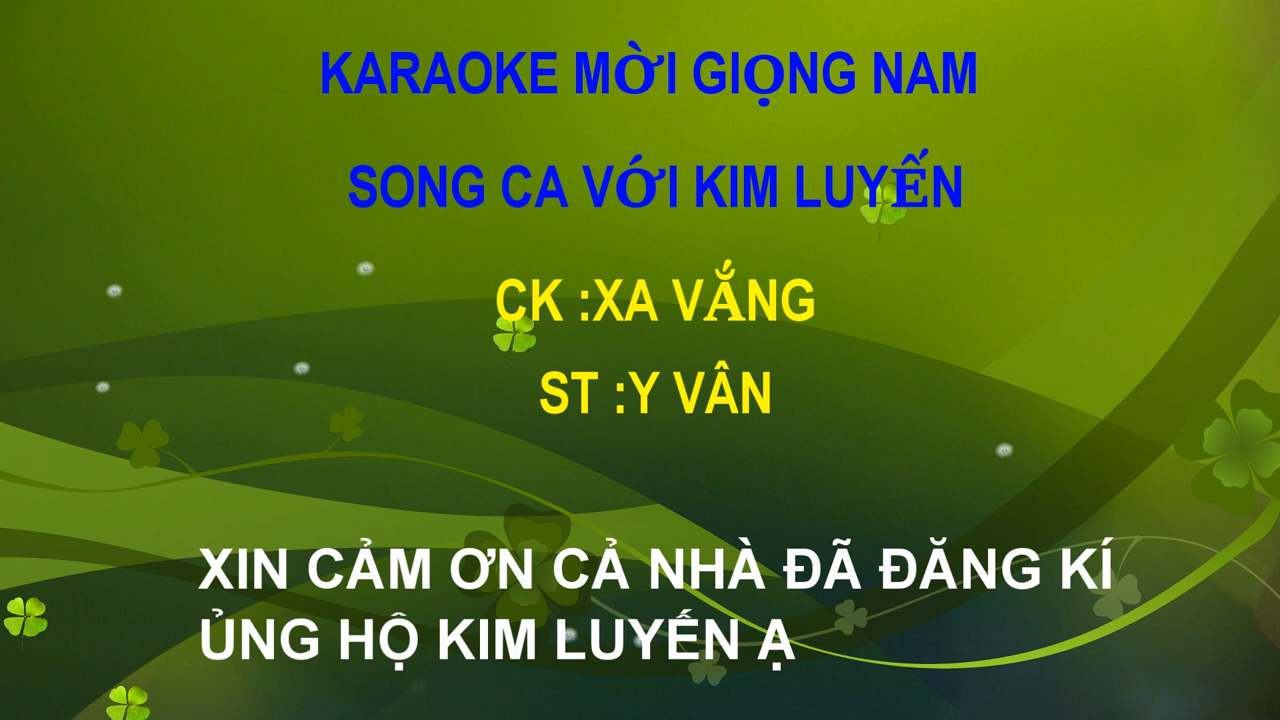 KARAOKE MỜI GIỌNG NAM
SONG CA VỚI KIM LUYẾN
CK :XA VẮNG
ST :Y VÂN
XIN CẢM ƠN CẢ NHÀ ĐÃ ĐĂNG KÍ
ỦNG HỘ KIM LUYẾN Ạ